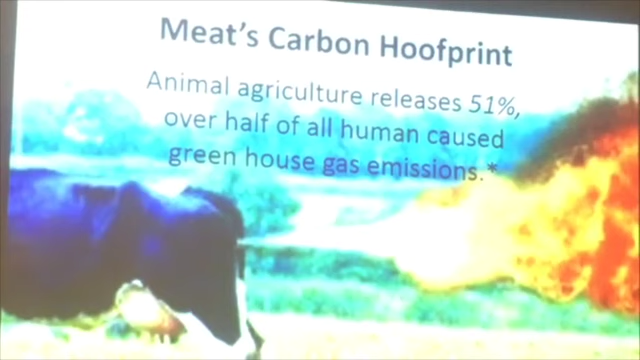 Meat's Carbon Hoofprint
Animal agriculture releases 51%,
over half of all human caused
green house gas emissions.*